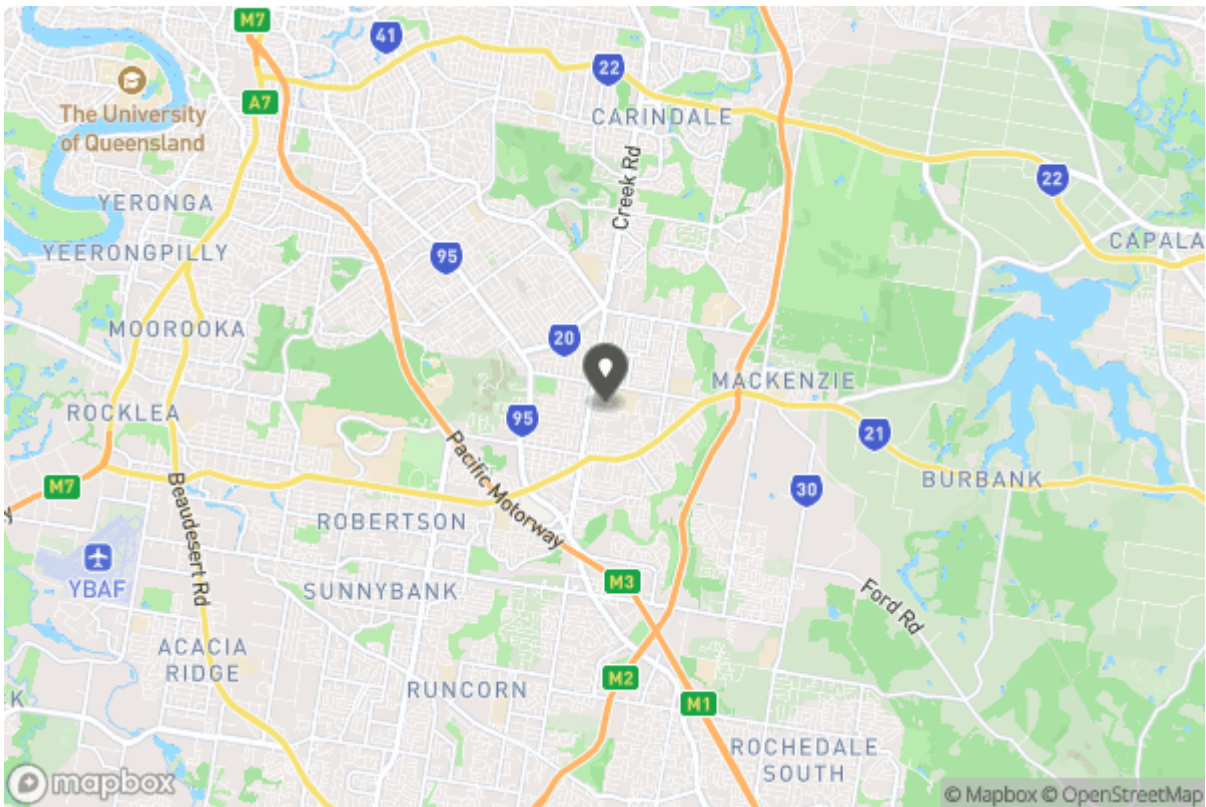 M7
41
22
The University
of Queensland
A7
CARINDALE
Creek Rd
22
YERONGA
YEERONGPILLY
95
CAPALA
MOOROOKA
20
MACKENZIE
ROCKLEA
95
21
Pacific Motorway
BURBANK
M7
30
Beaudesert Rd
ROBERTSON
y
YBAF
SUNNYBANK
M3
Ford Rd
ACACIA
RIDGE
RUNCORN
M2
K
M1
ROCHEDALE
SOUTH
mapbox
© Mapbox © OpenStreetMap